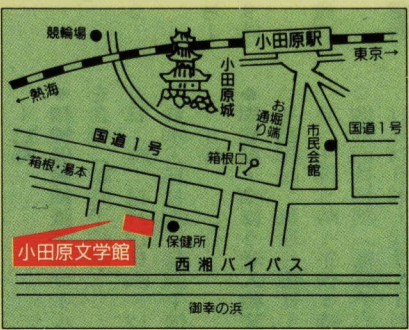 競輪場
小田原駅
東京→
←熱海
小田原城
お堀端通り
国道1号
市民会館
国道1号
箱根口
←箱根・湯本
保健所
小田原文学館
西湘バイパス
御幸の浜